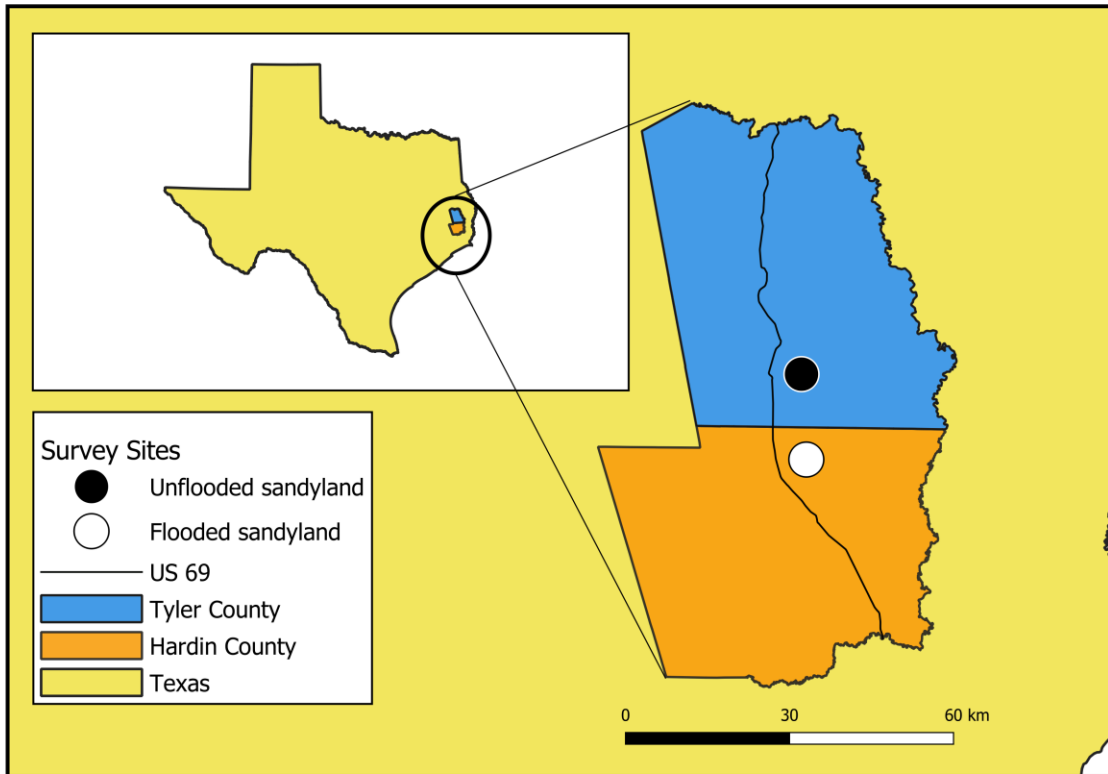 Survey Sites
Unflooded sandyland
Flooded sandyland
US 69
Tyler County
Hardin County
Texas
0 30 60 km